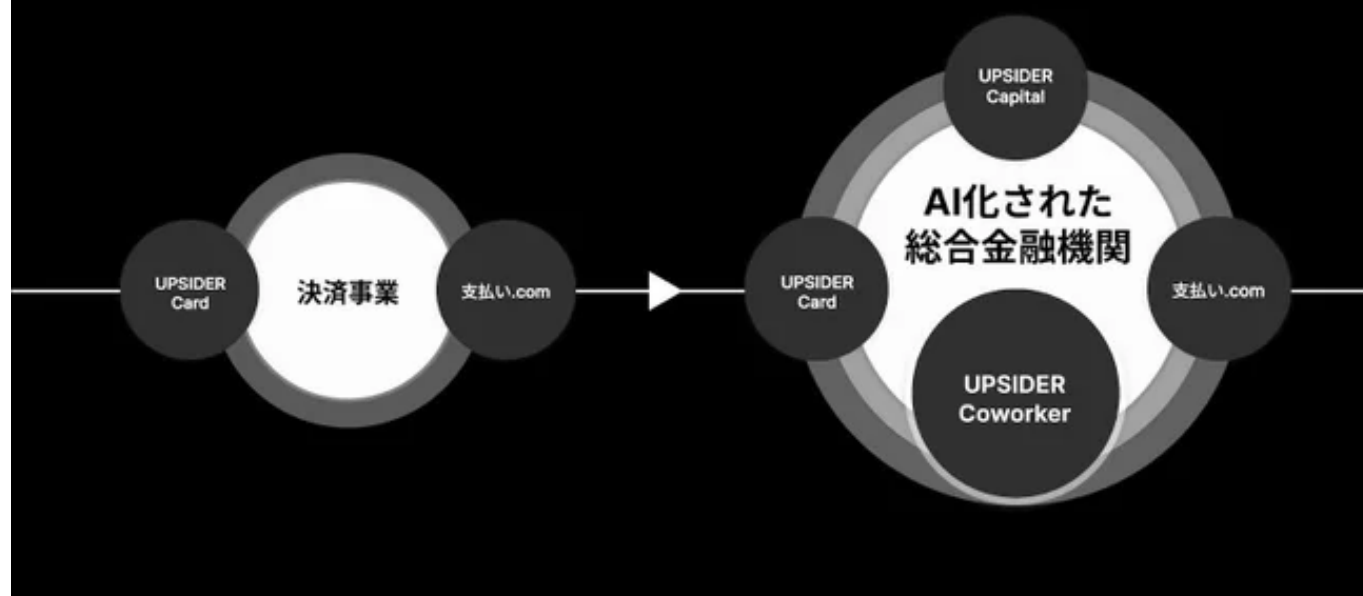 UPSIDER
Card
決済事業
支払い.com
UPSIDER
Capital
UPSIDER
Card
AI化された
総合金融機関
支払い.com
UPSIDER
Coworker